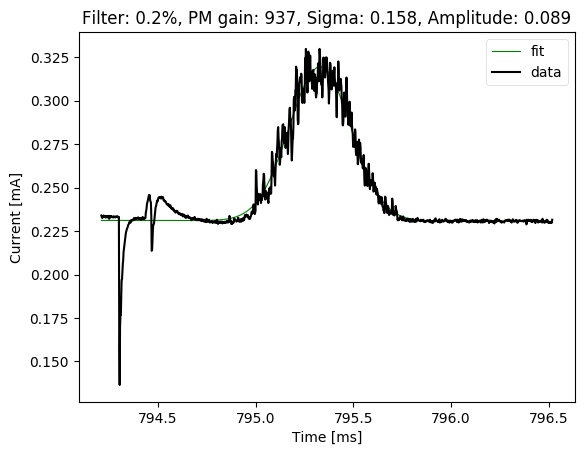 Filter: 0.2%, PM gain: 937, Sigma: 0.158, Amplitude: 0.089
fit
data
0.325
0.300
0.275
0.250
0.225
0.200
0.175
0.150
Current [mA]
794.5 795.0 795.5 796.0 796.5
Time [ms]